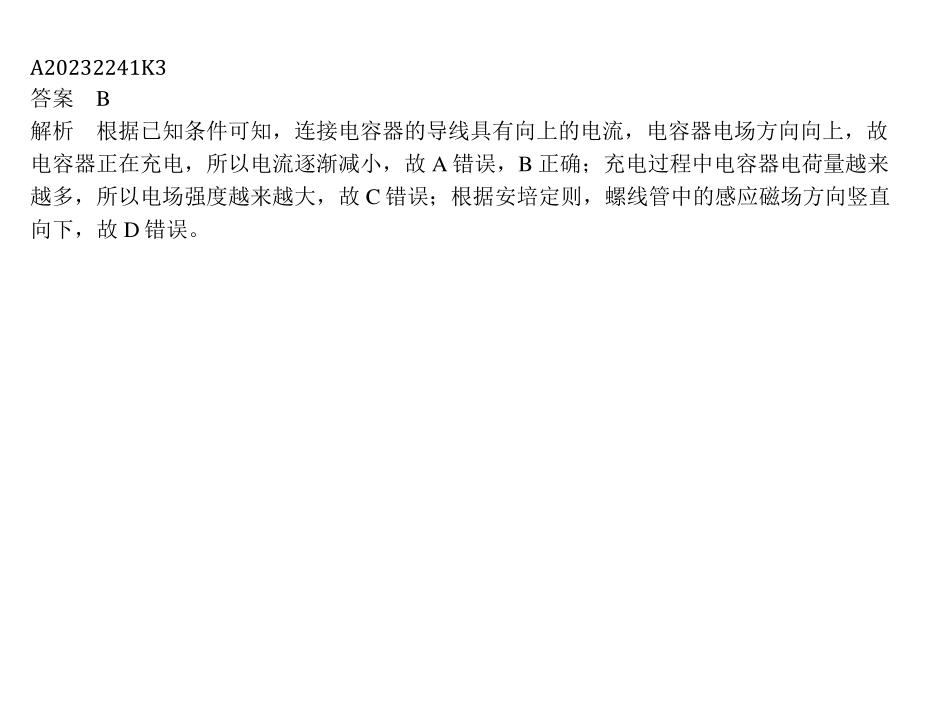 A20232241K3
答案　B
解析　根据已知条件可知，连接电容器的导线具有向上的电流，电容器电场方向向上，故
电容器正在充电，所以电流逐渐减小，故 A 错误，B 正确；充电过程中电容器电荷量越来
越多，所以电场强度越来越大，故 C 错误；根据安培定则，螺线管中的感应磁场方向竖直
向下，故 D 错误。